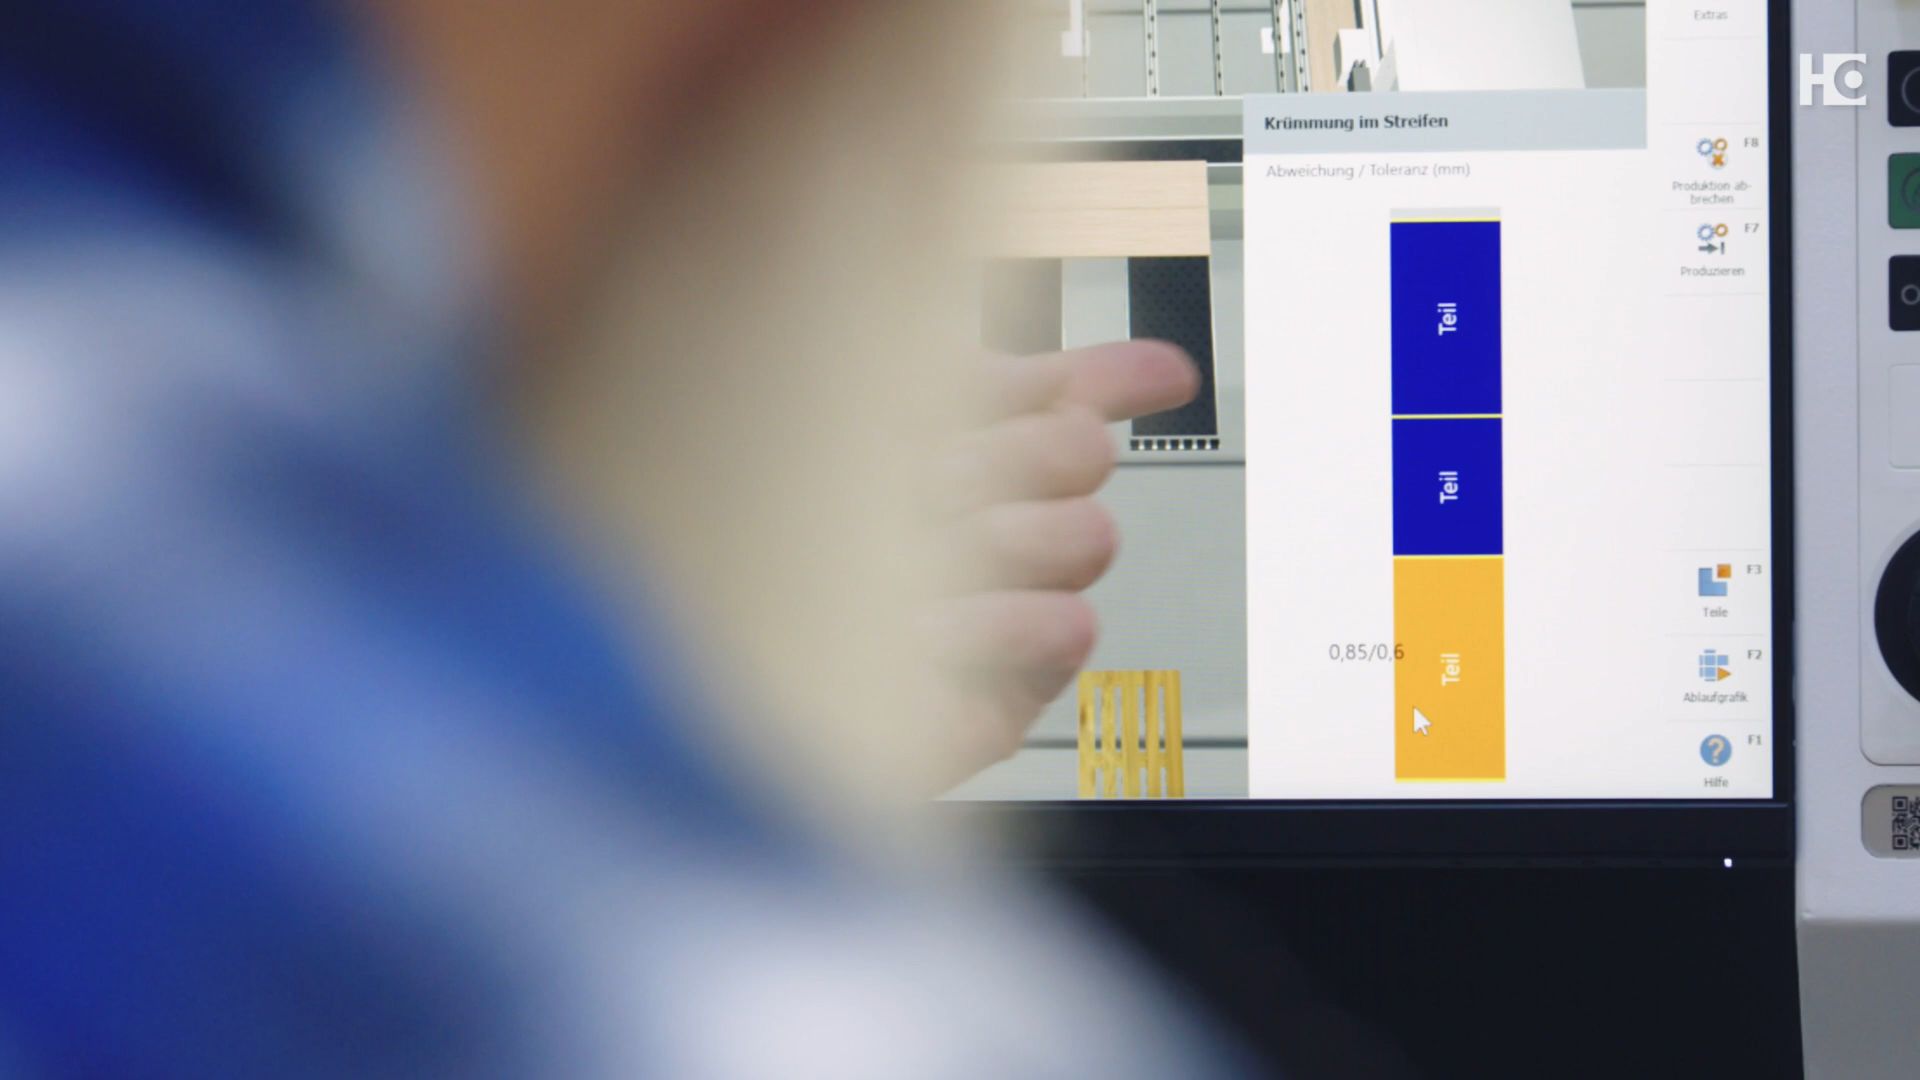 Extras
HC
Krümmung im Streifen
Abweichung / Toleranz (mm)
F8
Produktion ab-
brechen
F7
Produzieren
Teil
Teil
0,85/0,6
Teil
F3
Teile
F2
Ablaufgrafik
F1
Hilfe